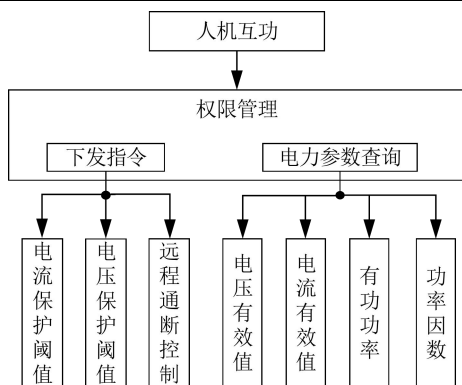 人机互功
权限管理
下发指令
电力参数查询
电流保护阈值
电压保护阈值
远程通断控制
电压有效值
电流有效值
有功功率
功率因数